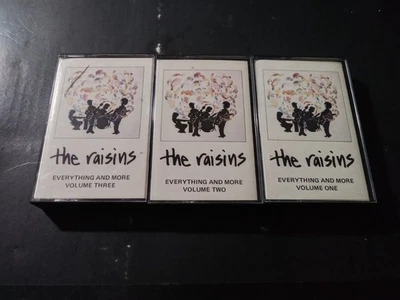 the raisins
EVERYTHING AND MORE
VOLUME THREE
the raisins
EVERYTHING AND MORE
VOLUME TWO
the raisins
EVERYTHING AND MORE
VOLUME ONE